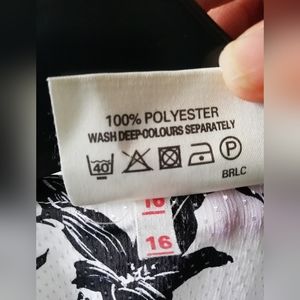 100% POLYESTER
WASH DEEP COLOURS SEPARATELY
40° P
BRLC
16
16